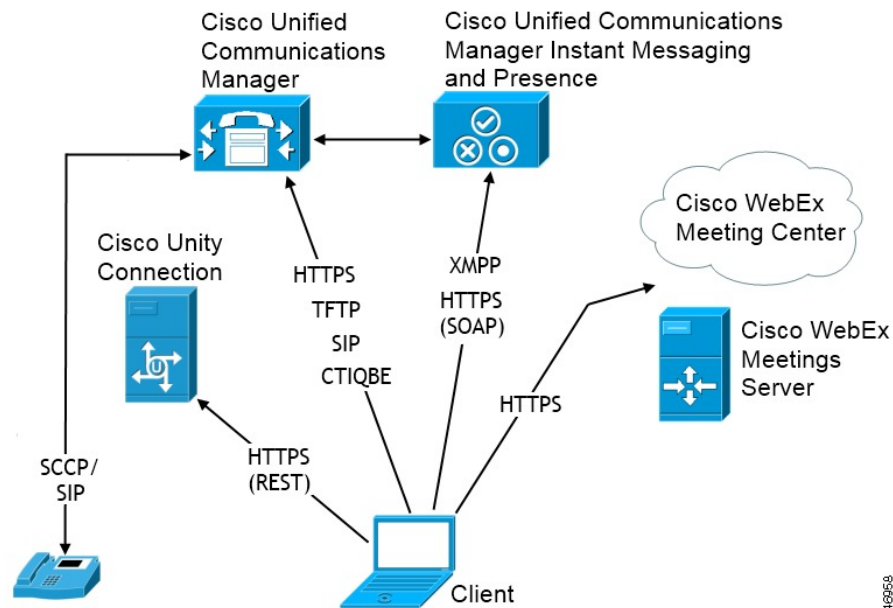 Cisco Unified
Communications
Manager
Cisco Unified Communications
Manager Instant Messaging
and Presence
Cisco Unity
Connection
Cisco WebEx
Meeting Center
Cisco WebEx
Meetings
Server
HTTPS
TFTP
SIP
CTIQBE
XMPP
HTTPS
(SOAP)
HTTPS
HTTPS
(REST)
SCCP/
SIP
Client
U